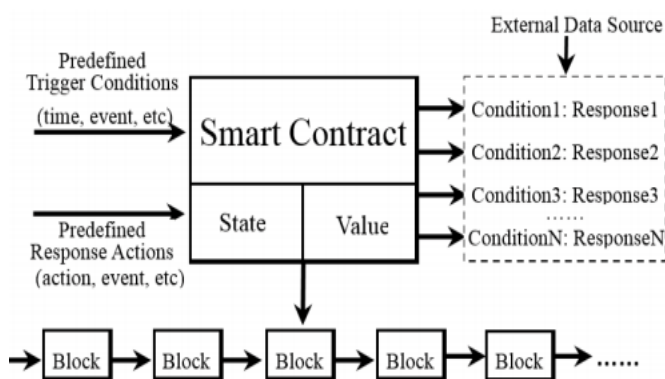 External Data Source
Predefined
Trigger Conditions
(time, event, etc)
Smart Contract
Condition1: Response1
Condition2: Response2
Condition3: Response3
……
ConditionN: ResponseN
State
Value
Predefined
Response Actions
(action, event, etc)
Block
Block
Block
Block
Block
……